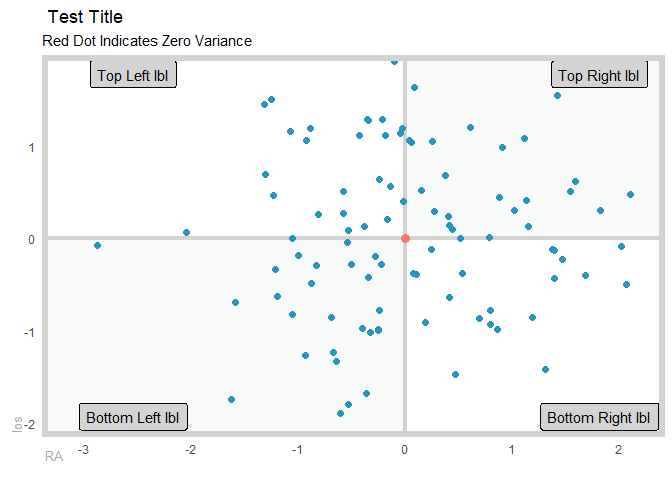 Test Title
Red Dot Indicates Zero Variance
Top Left lbl
Top Right lbl
1
0
-1
Bottom Left lbl
Bottom Right lbl
-2
los
-3
-2
-1
0
1
2
RA